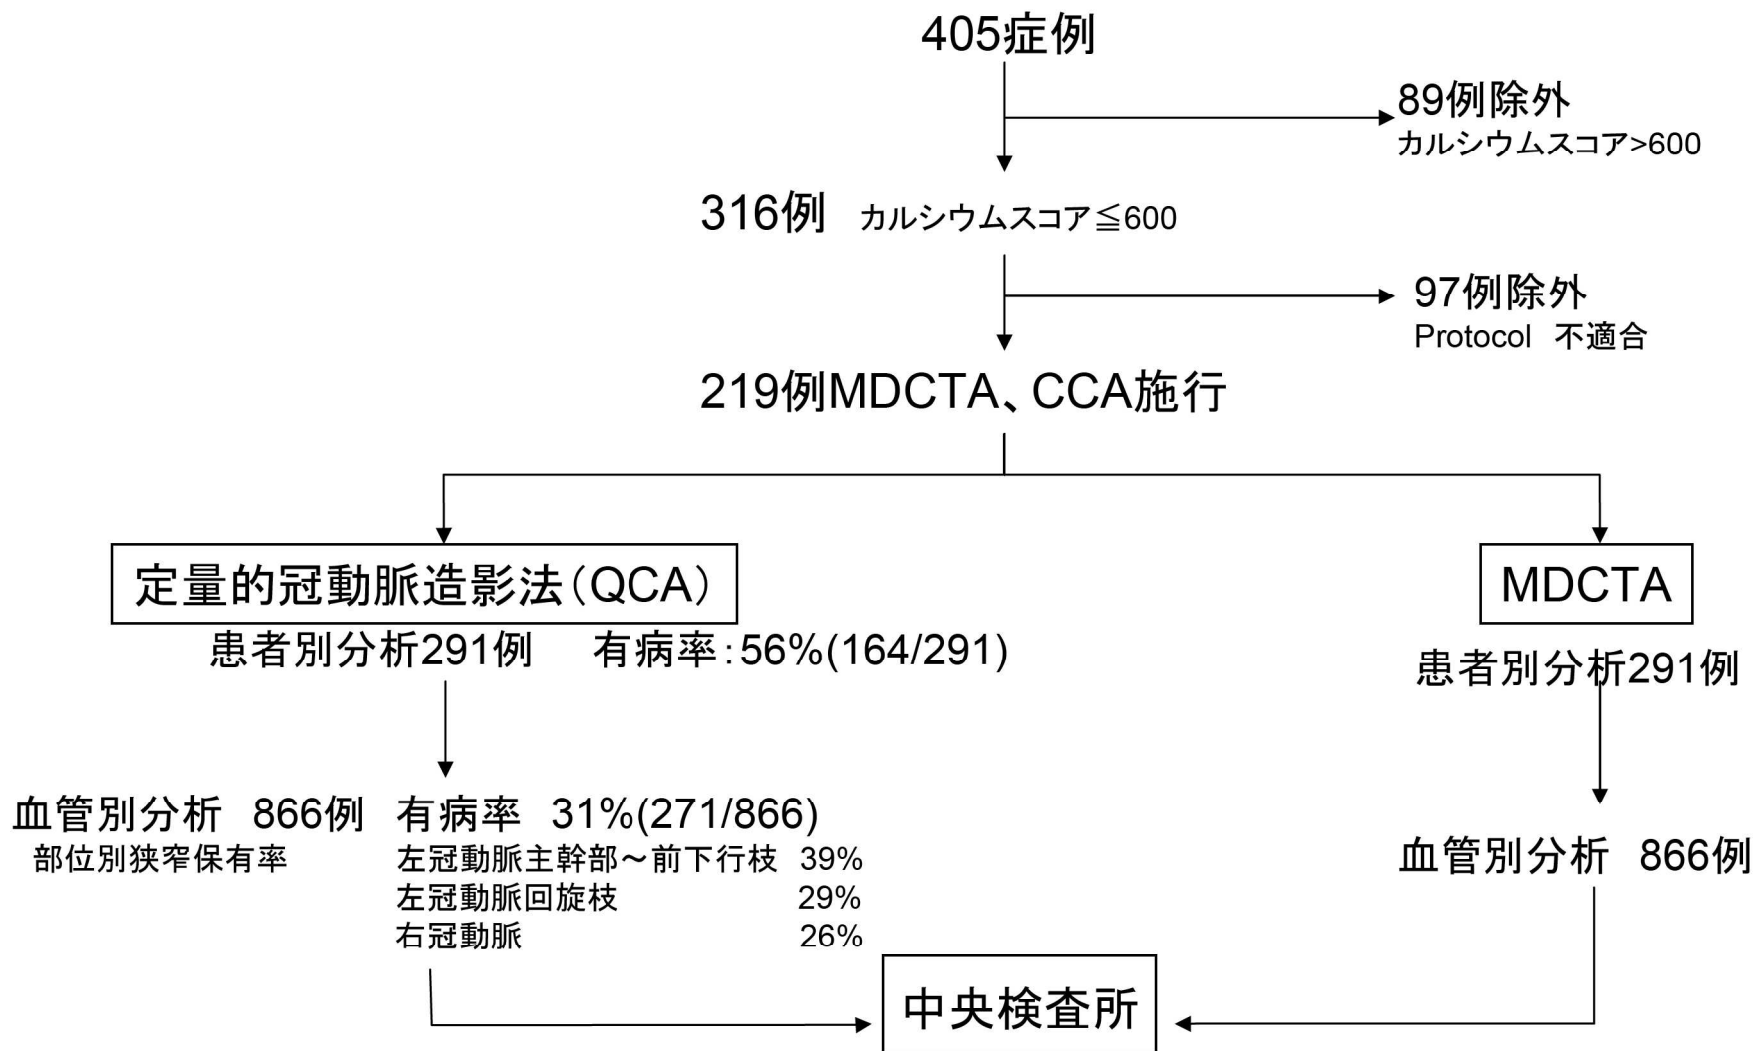 405症例
89例除外
カルシウムスコア>600
316例 カルシウムスコア≦600
97例除外
Protocol 不適合
219例MDCTA、CCA施行
定量的冠動脈造影法(QCA)
患者別分析291例 有病率:56%(164/291)
血管別分析 866例 有病率 31%(271/866)
部位別狭窄保有率 左冠動脈主幹部～前下行枝 39%
左冠動脈回旋枝 29%
右冠動脈 26%
MDCTA
患者別分析291例
血管別分析 866例
中央検査所